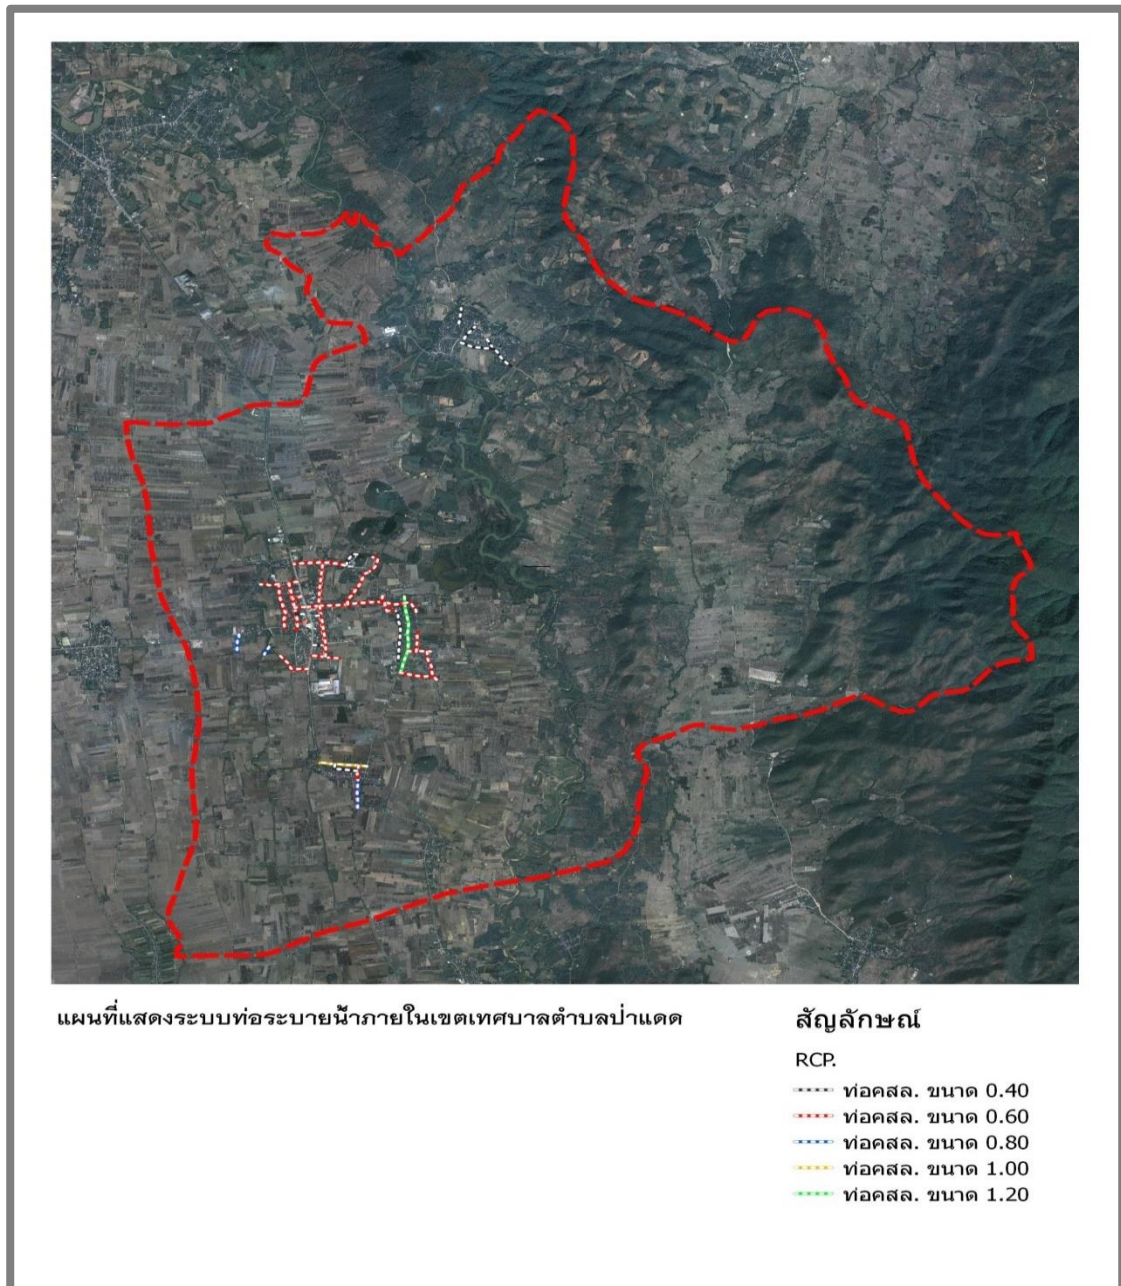 แผนที่แสดงระบบท่อระบายน้ำภายในเขตเทศบาลตำบลป่าแดด
สัญลักษณ์
RCP.
ท่อคสล. ขนาด 0.40
ท่อคสล. ขนาด 0.60
ท่อคสล. ขนาด 0.80
ท่อคสล. ขนาด 1.00
ท่อคสล. ขนาด 1.20